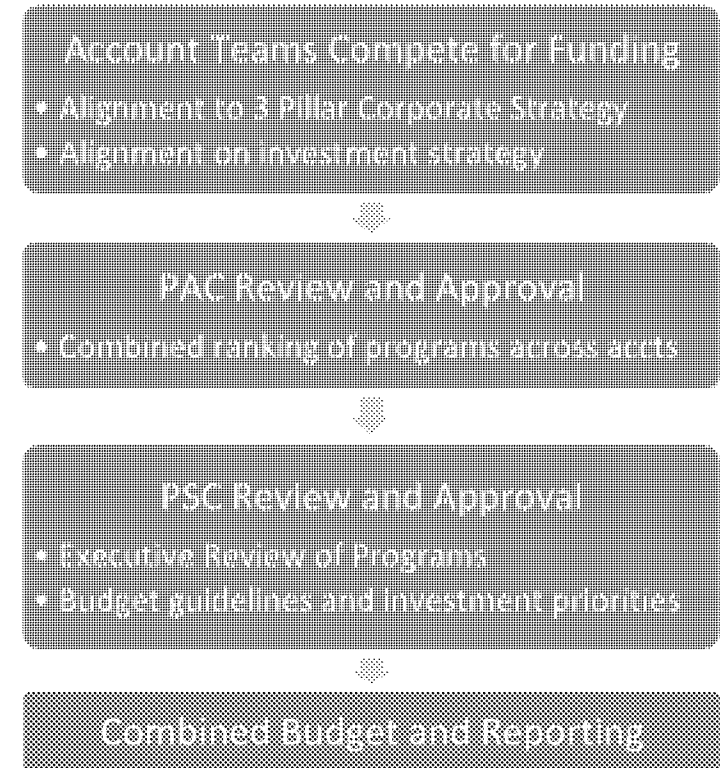 Account Teams Compete for Funding
• Alignment to 3 Pillar Corporate Strategy
• Alignment on investment strategy
PAC Review and Approval
• Combined ranking of programs across accts
PSC Review and Approval
• Executive Review of Programs
• Budget guidelines and investment priorities
Combined Budget and Reporting